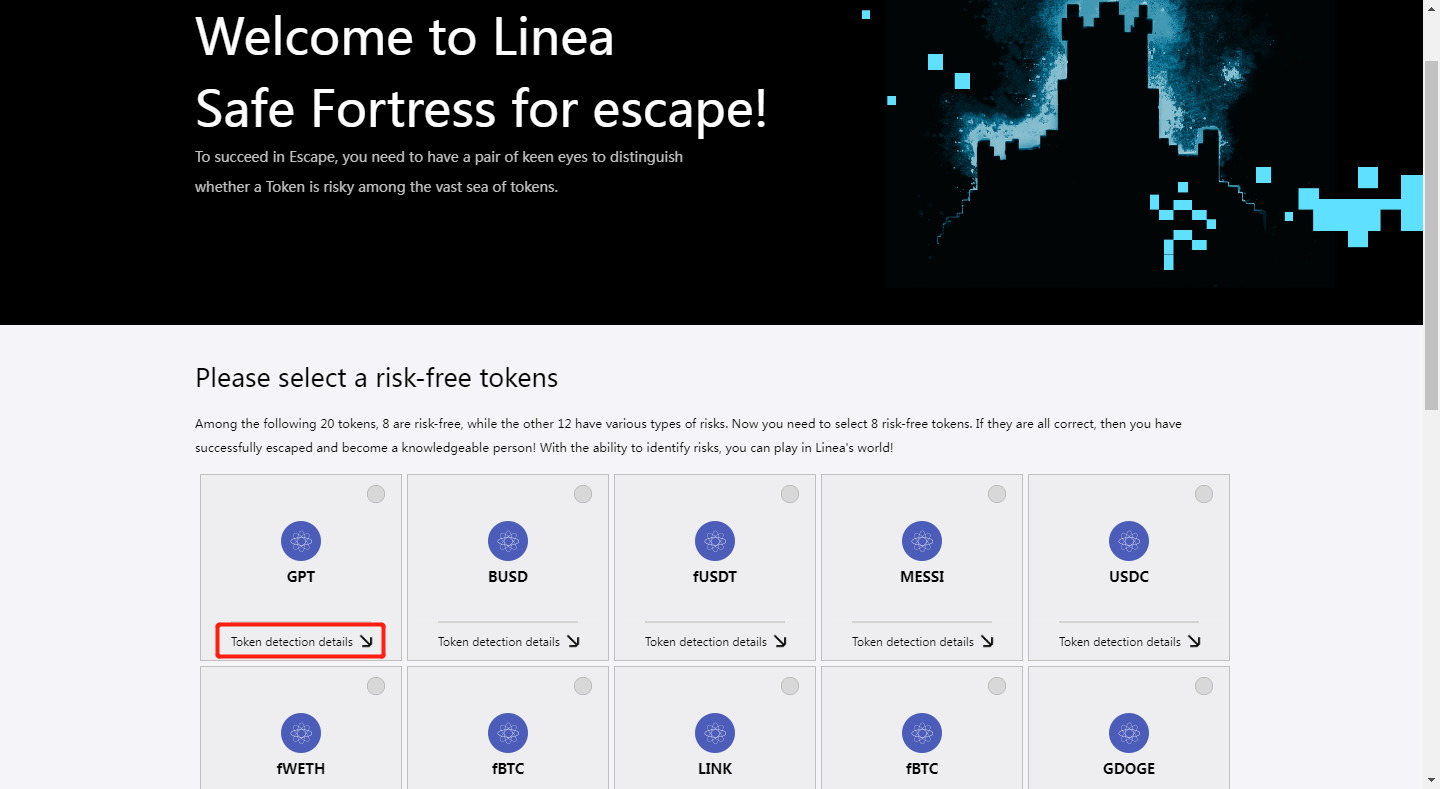 Welcome to Linea
Safe Fortress for escape!
To succeed in Escape, you need to have a pair of keen eyes to distinguish
whether a Token is risky among the vast sea of tokens.
Please select a risk-free tokens
Among the following 20 tokens, 8 are risk-free, while the other 12 have various types of risks. Now you need to select 8 risk-free tokens. If they are all correct, then you have
successfully escaped and become a knowledgeable person! With the ability to identify risks, you can play in Linea's world!
GPT
BUSD
fUSDT
MESSI
USDC
Token detection details
Token detection details
Token detection details
Token detection details
Token detection details
fWETH
fBTC
LINK
fBTC
GDOGE